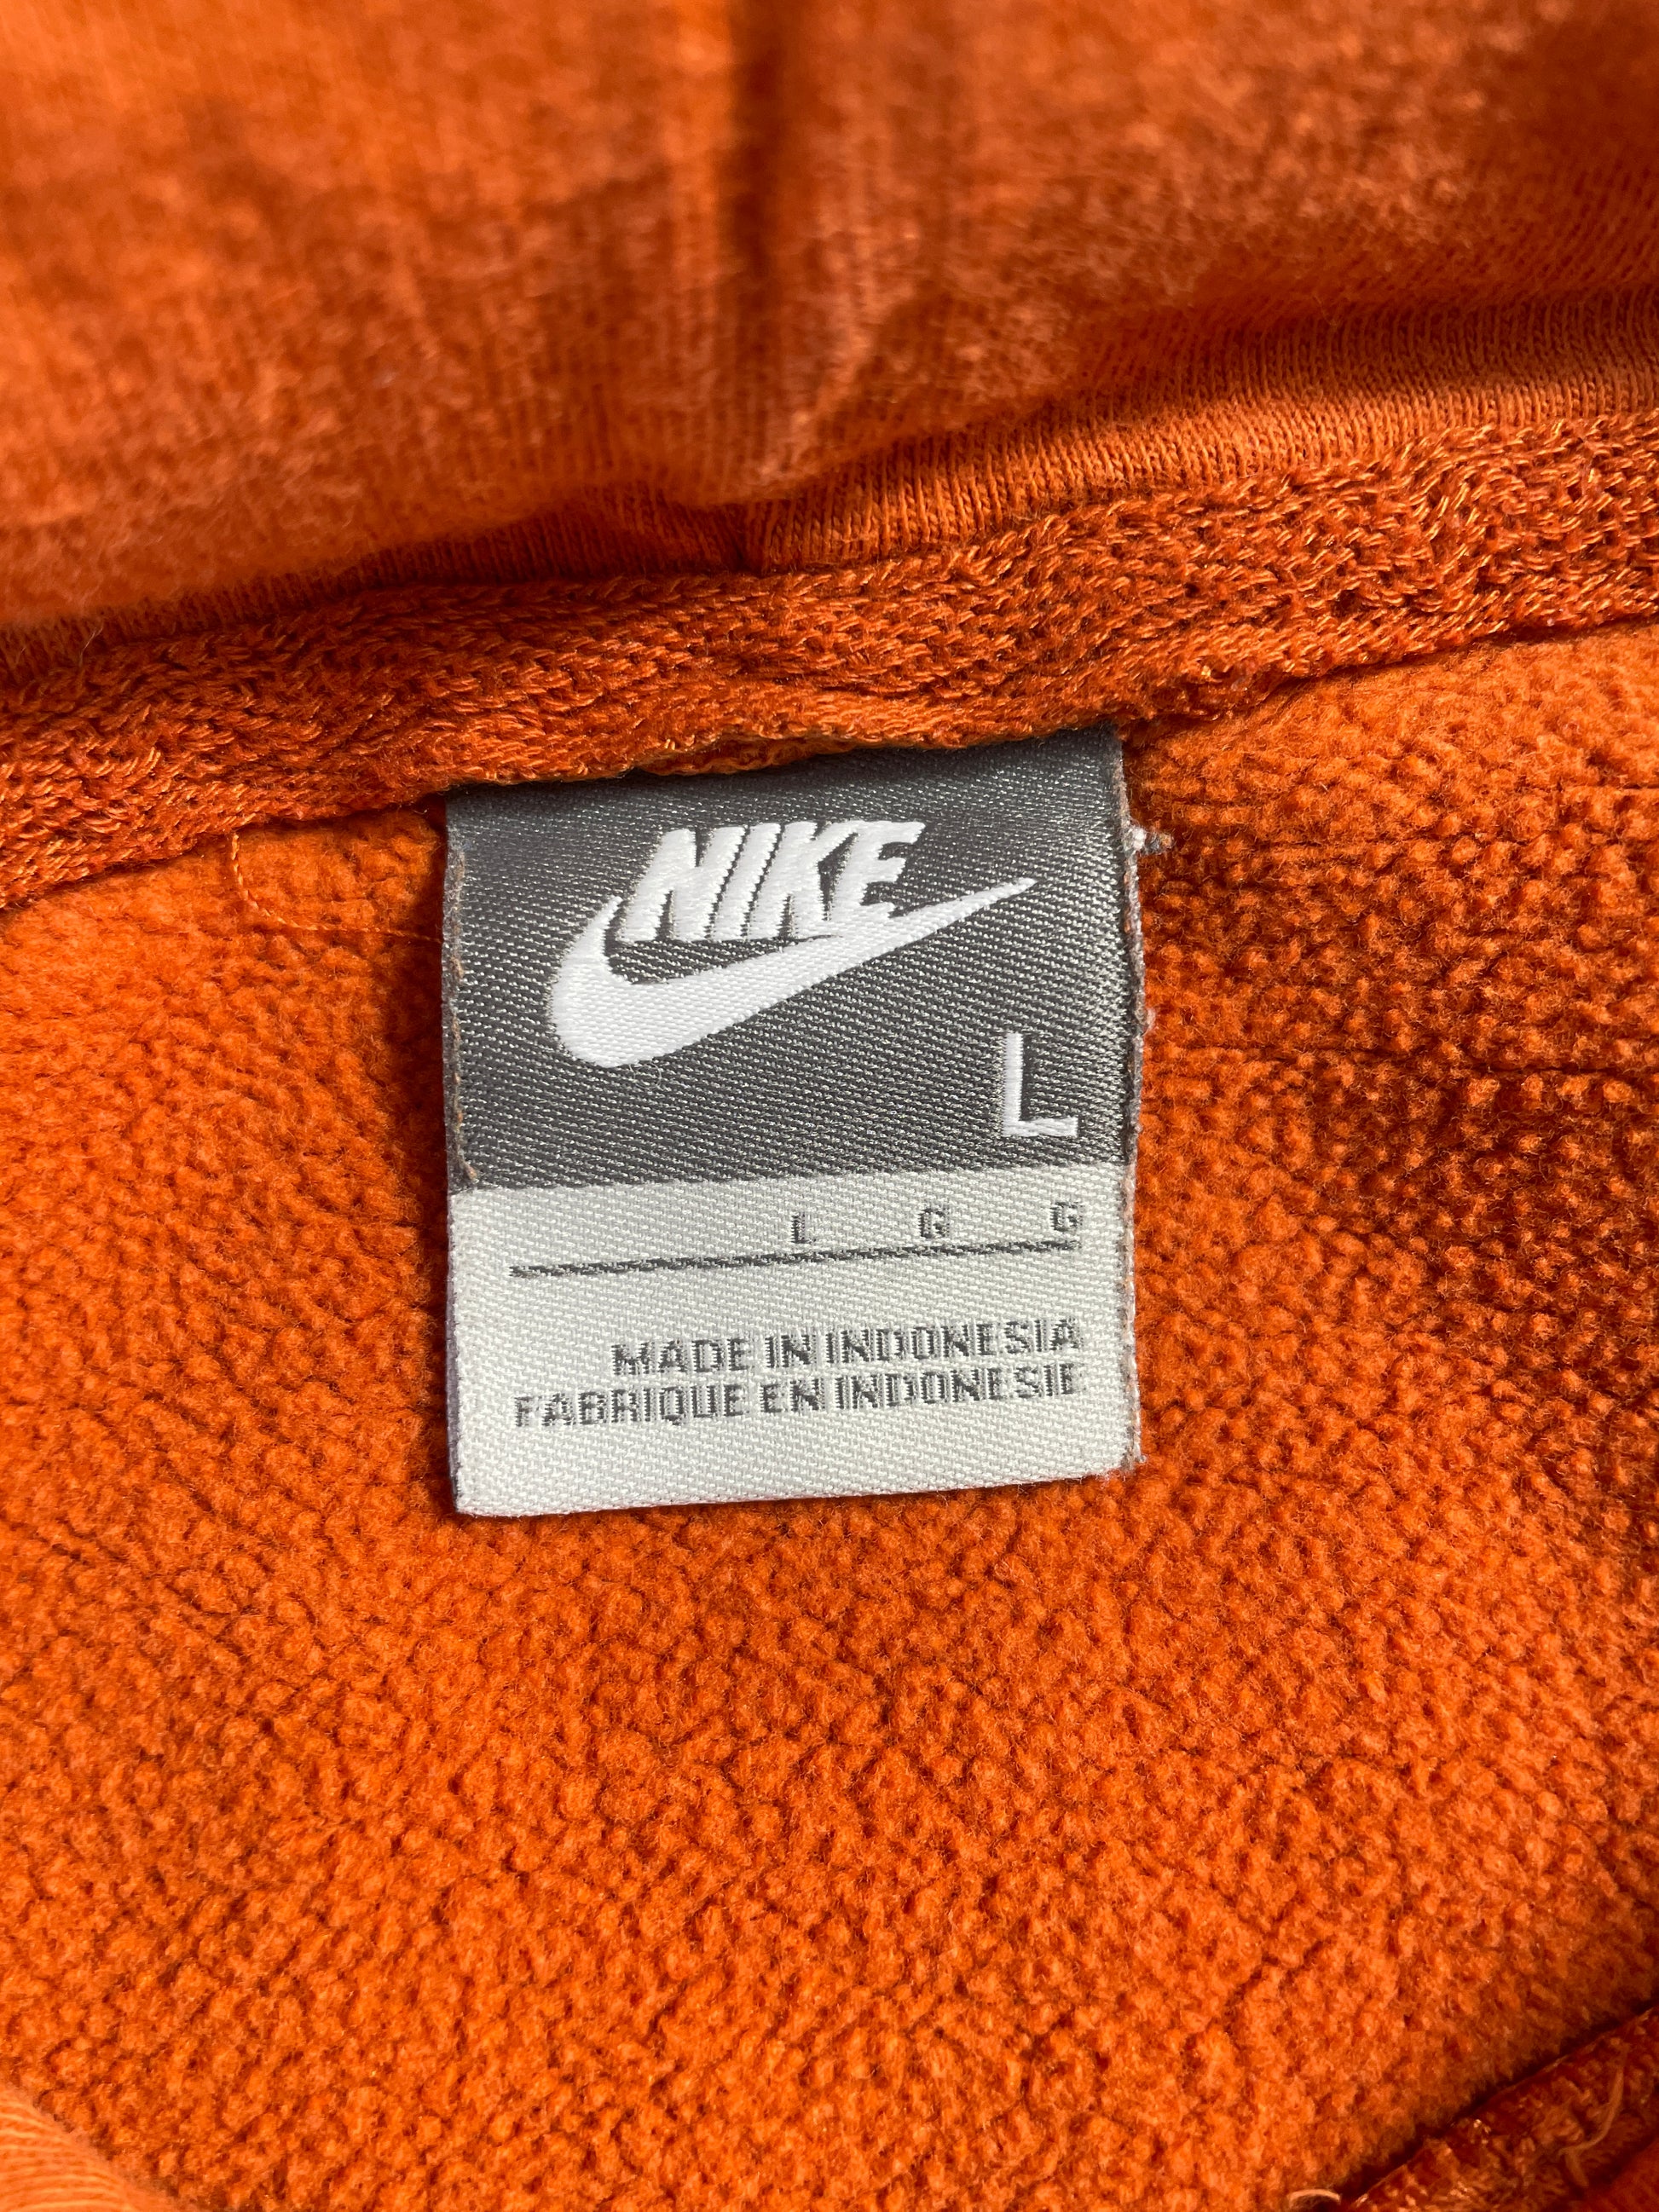 NIKE
L
L G G
MADE IN INDONESIA
FABRIQUE EN INDONESIE